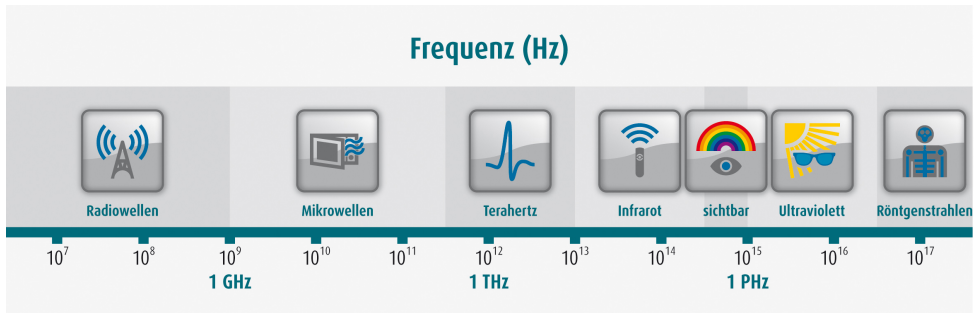 Frequenz (Hz)
Radiowellen Mikrowellen Terahertz Infrarot sichtbar Ultraviolett Röntgenstrahlen
10⁷ 10⁸ 10⁹ 10¹⁰ 10¹¹ 10¹² 10¹³ 10¹⁴ 10¹⁵ 10¹⁶ 10¹⁷
1 GHz 1 THz 1 PHz